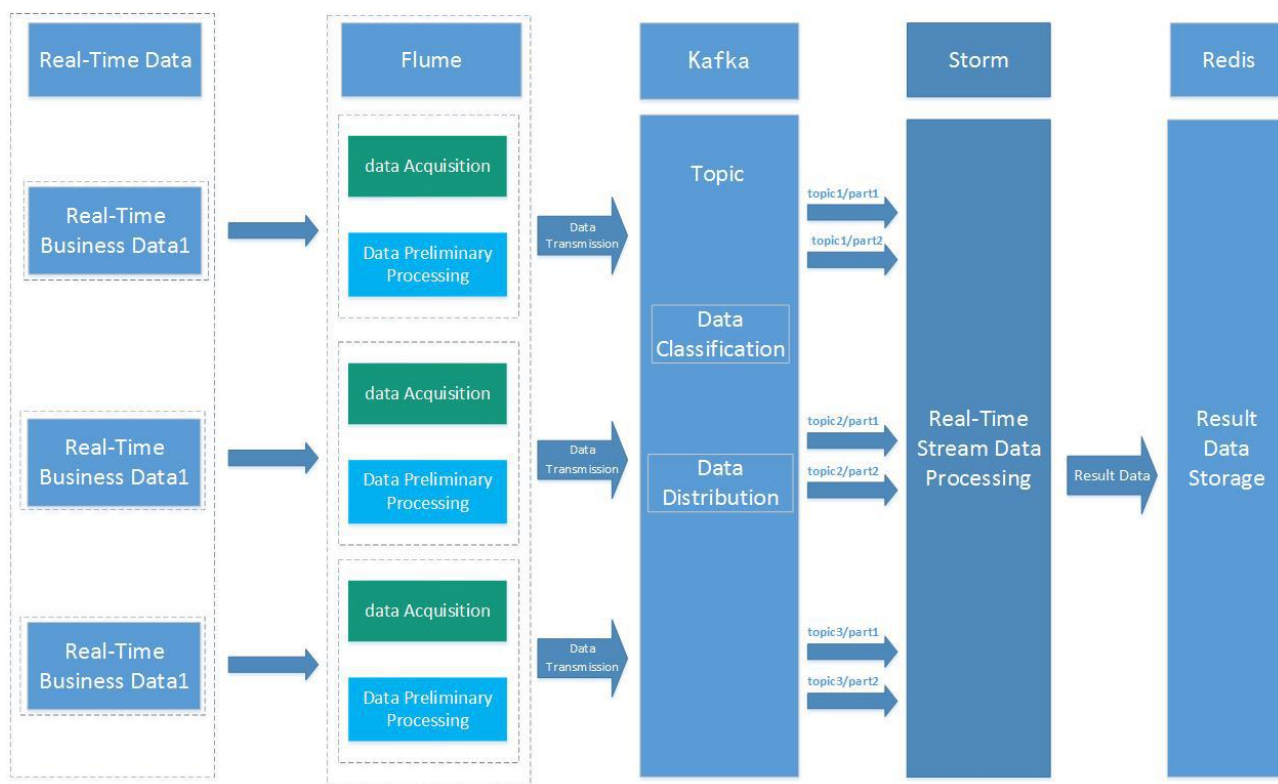 Real-Time Data
Flume
Kafka
Storm
Redis
Real-Time
Business Data1
data Acquisition
Data Preliminary
Processing
Data
Transmission
Topic
topic1/part1
topic1/part2
Data
Classification
Real-Time
Business Data1
data Acquisition
Data Preliminary
Processing
Data
Transmission
Data
Distribution
topic2/part1
topic2/part2
Real-Time
Stream Data
Processing
Result Data
Result
Data
Storage
Real-Time
Business Data1
data Acquisition
Data Preliminary
Processing
Data
Transmission
topic3/part1
topic3/part2